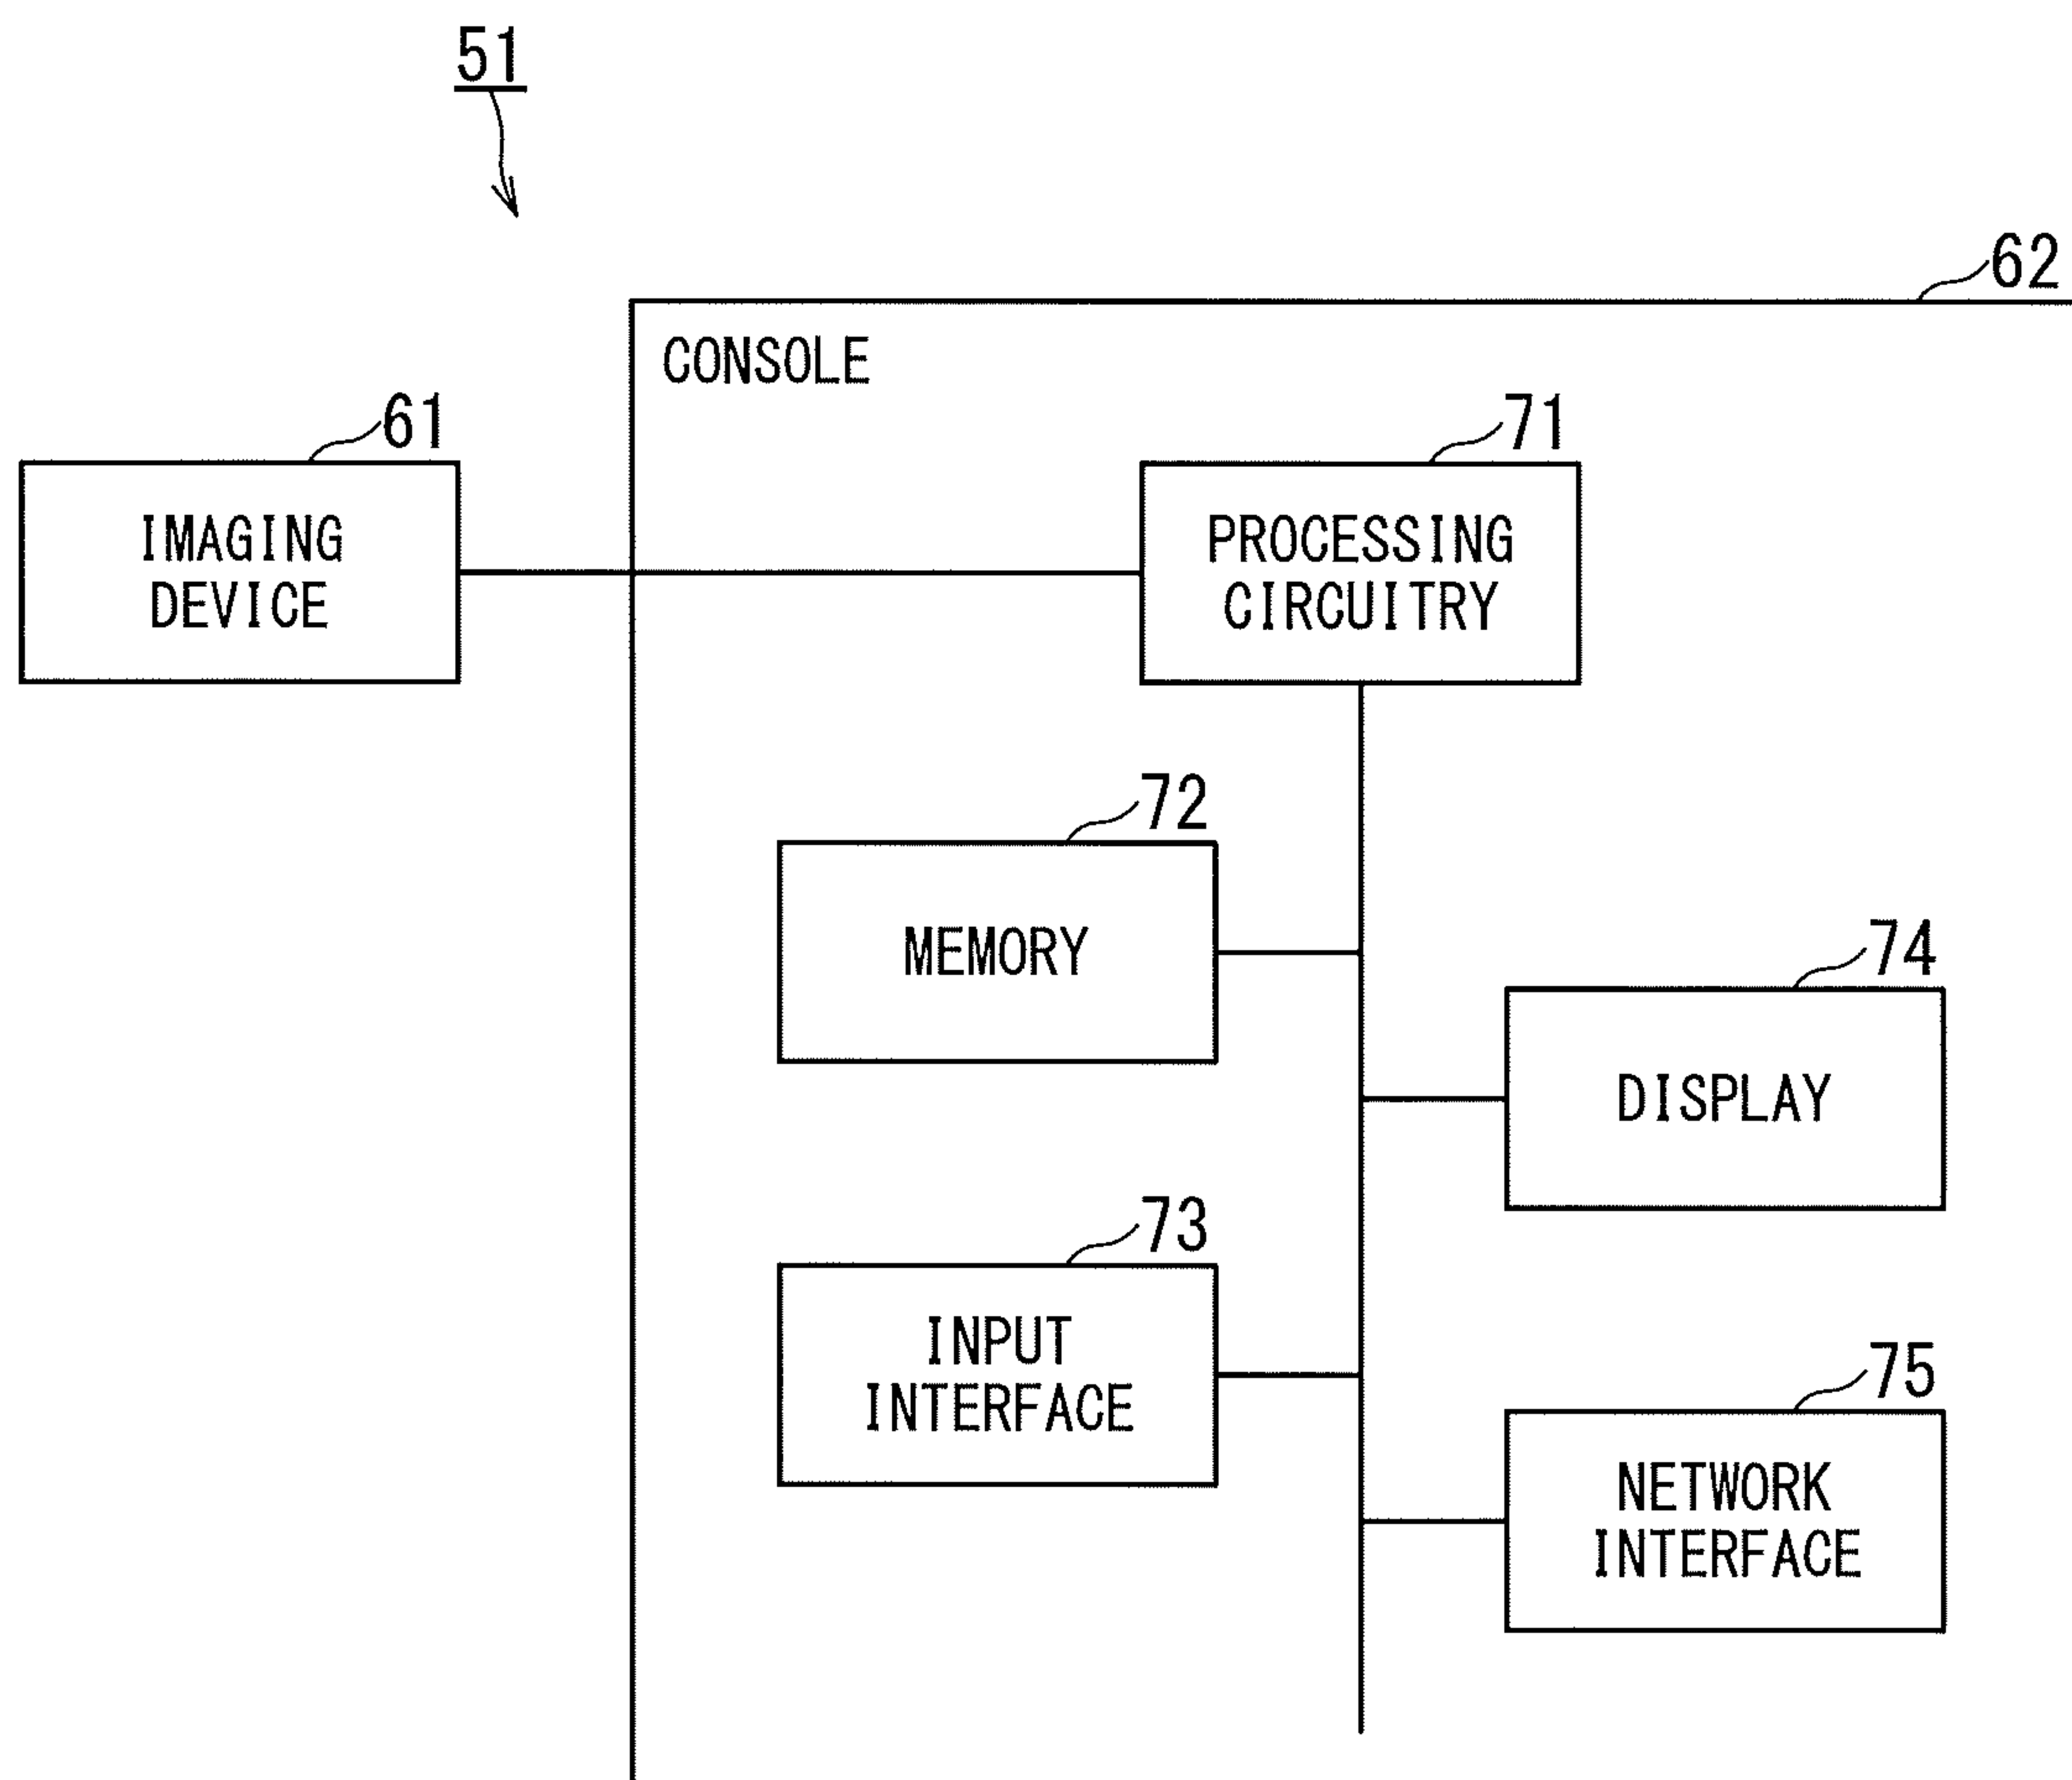 51
62
CONSOLE
61
71
IMAGING
DEVICE
PROCESSING
CIRCUITRY
72
MEMORY
74
DISPLAY
73
INPUT
INTERFACE
75
NETWORK
INTERFACE